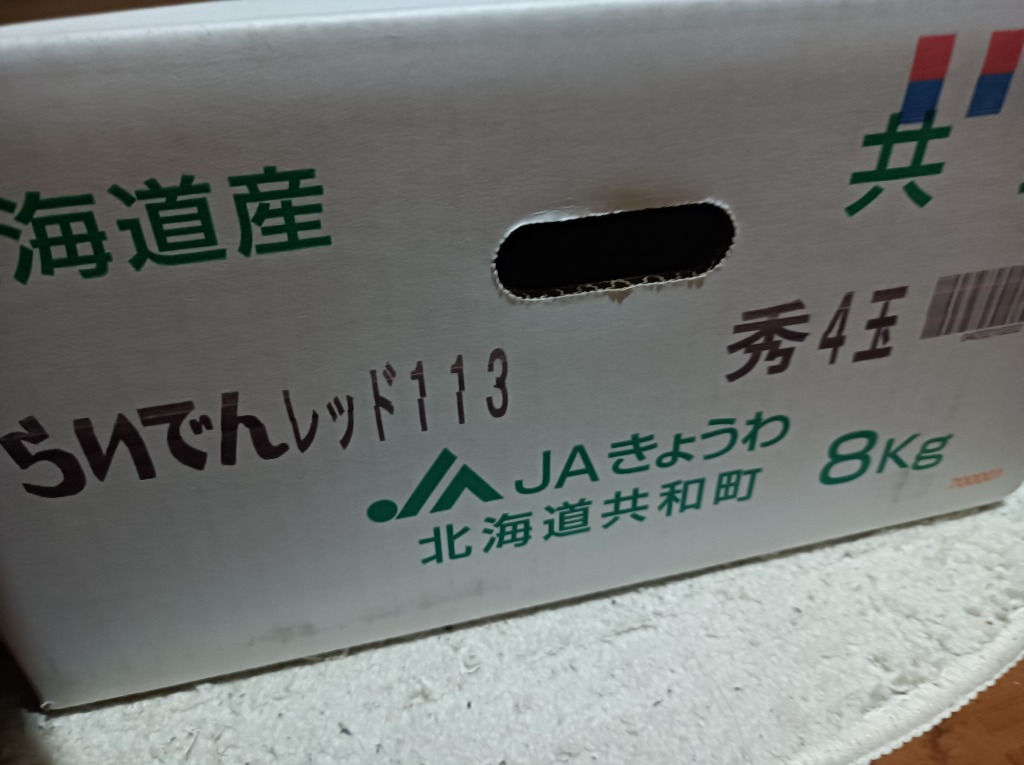 海道産
共
らいでんレッド113
秀4玉
JAきょうわ
北海道共和町
8Kg
700001